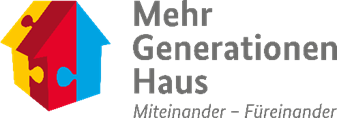 Mehr
Generationen
Haus
Miteinander – Füreinander